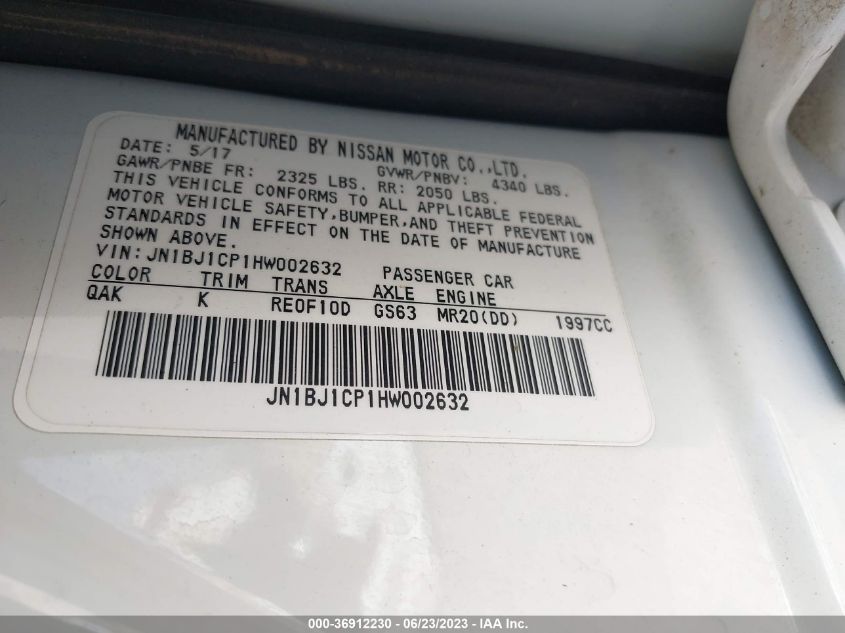 MANUFACTURED BY NISSAN MOTOR CO.,LTD.
DATE: 5/17 GVWR/PNBV: 4340 LBS.
GAWR/PNBE FR: 2325 LBS. RR: 2050 LBS.
THIS VEHICLE CONFORMS TO ALL APPLICABLE FEDERAL
MOTOR VEHICLE SAFETY,BUMPER,AND THEFT PREVENTION
STANDARDS IN EFFECT ON THE DATE OF MANUFACTURE
SHOWN ABOVE.
VIN:JN1BJ1CP1HW002632 PASSENGER CAR
COLOR TRIM TRANS AXLE ENGINE
QAK K RE0F10D GS63 MR20(DD) 1997CC
JN1BJ1CP1HW002632
000-36912230 - 06/23/2023 - IAA Inc.